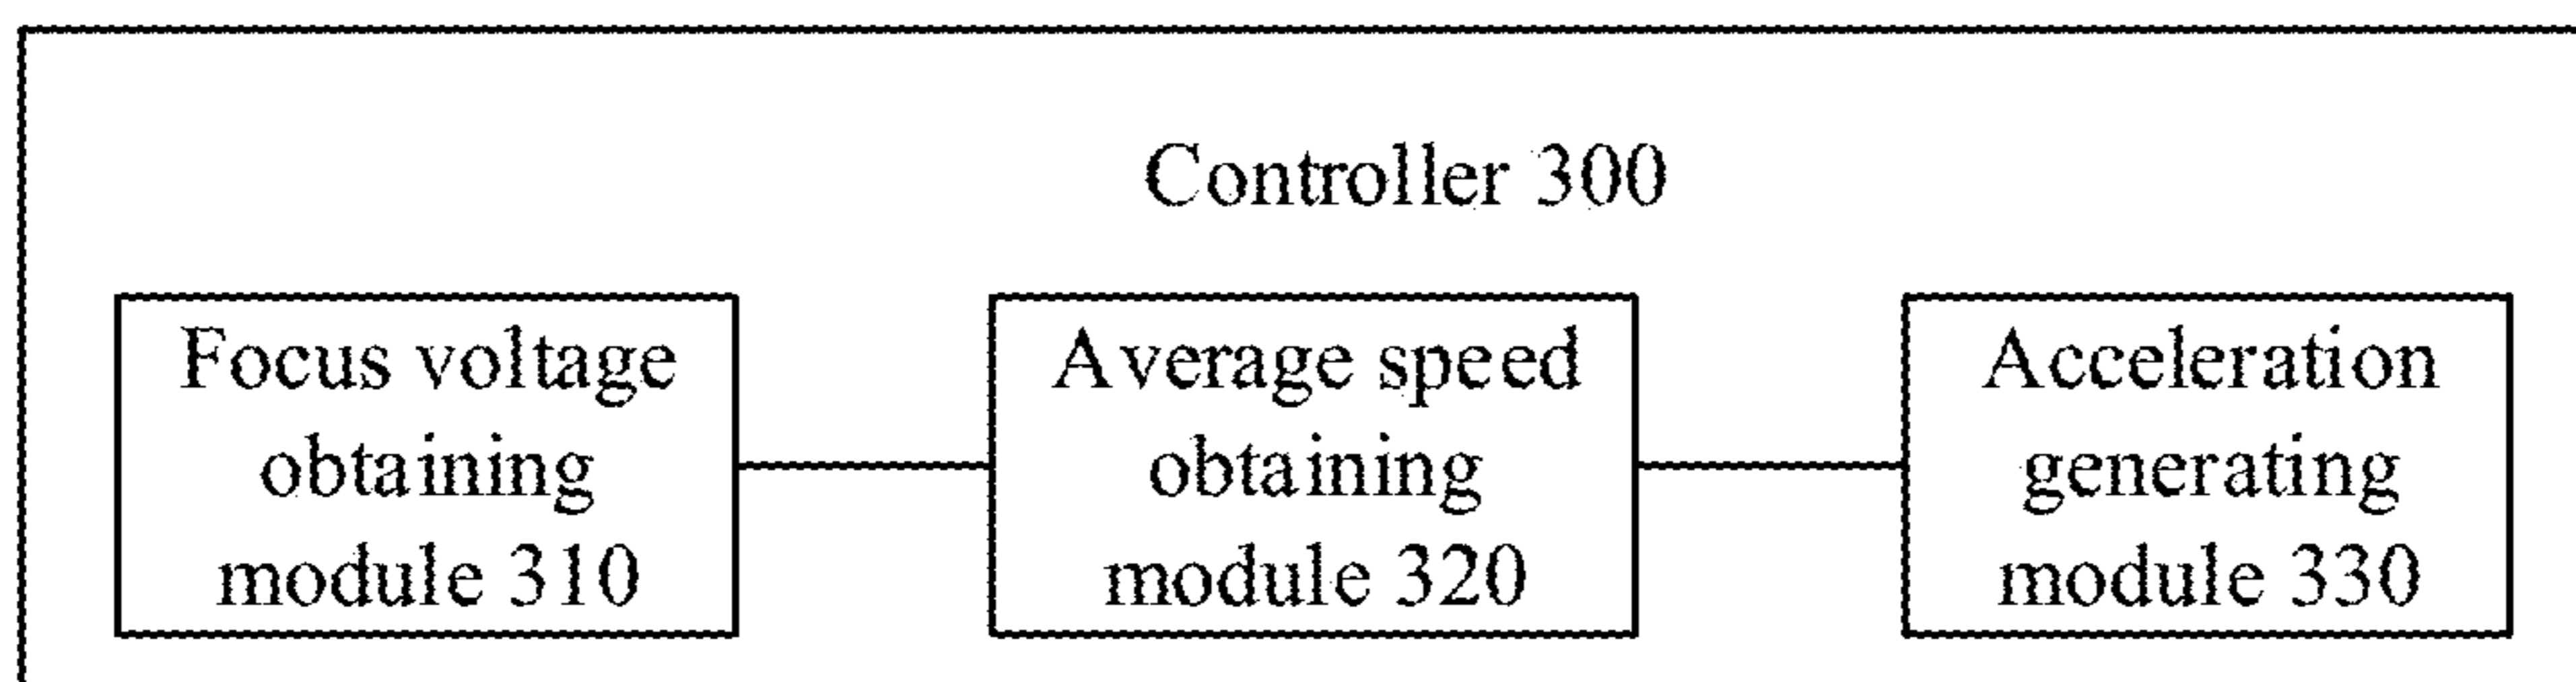 Controller 300
Focus voltage
obtaining
module 310
Average speed
obtaining
module 320
Acceleration
generating
module 330